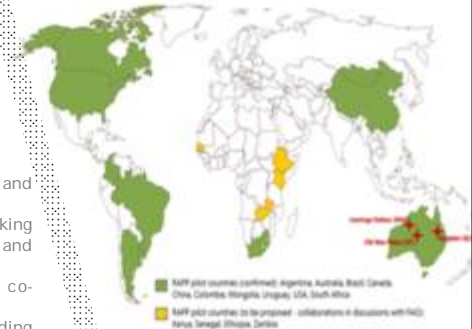 and
king
and
co-
ding
RAPP pilot countries (confirmed): Argentina, Australia, Brazil, Canada,
China, Colombia, Mongolia, Uruguay, USA, South Africa
RAPP pilot countries (to be proposed - collaborations in discussions with FAO):
Kenya, Senegal, Ethiopia, Zambia